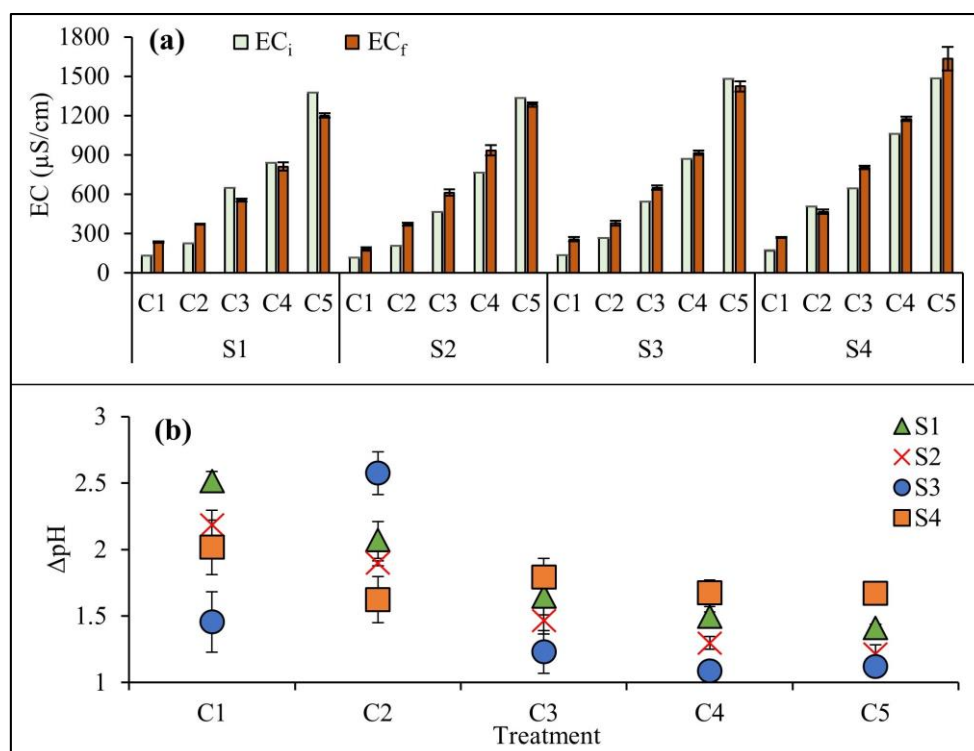 (a) ECᵢ EC_f
1800
1500
1200
900
600
300
0
EC (µS/cm)
C1 C2 C3 C4 C5 C1 C2 C3 C4 C5 C1 C2 C3 C4 C5 C1 C2 C3 C4 C5
S1 S2 S3 S4
(b)
3
2.5
2
1.5
1
ΔpH
S1
S2
S3
S4
C1 C2 C3 C4 C5
Treatment